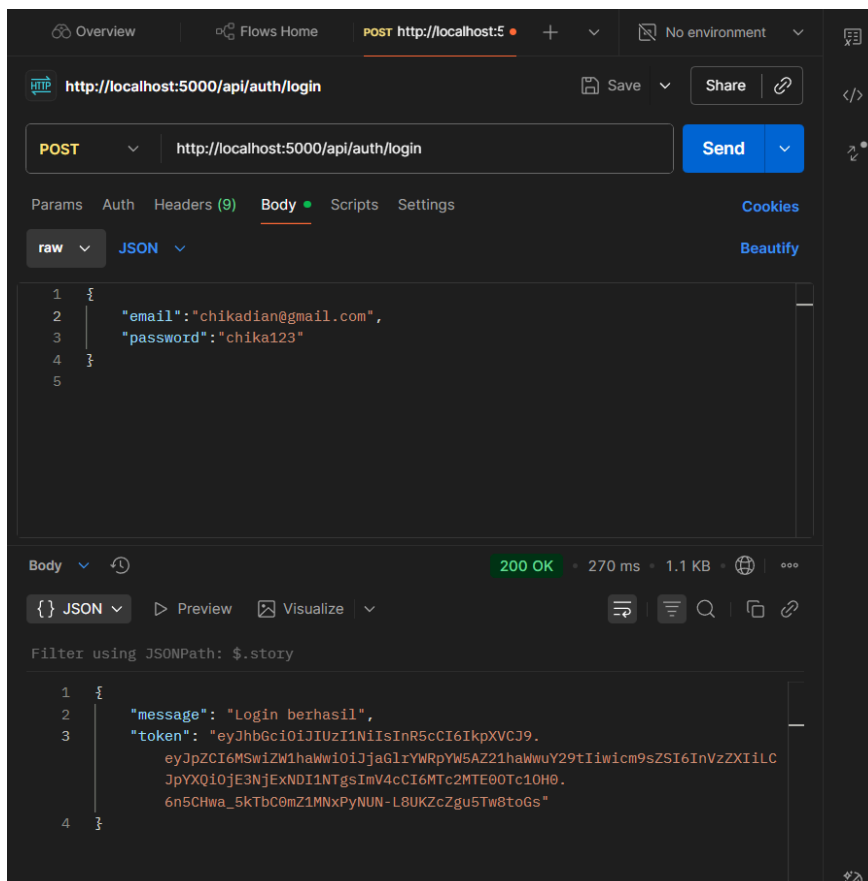 Overview
Flows Home
POST http://localhost:5
No environment
HTTP http://localhost:5000/api/auth/login
Save
Share
POST
http://localhost:5000/api/auth/login
Send
Params Auth Headers (9) Body Scripts Settings
Cookies
raw
JSON
Beautify
1 {
2 "email":"chikadian@gmail.com",
3 "password":"chika123"
4 }
5
Body
200 OK • 270 ms • 1.1 KB
{} JSON
Preview
Visualize
Filter using JSONPath: $.story
1 {
2 "message": "Login berhasil",
3 "token": "eyJhbGciOiJIUzI1NiIsInR5cCI6IkpXVCJ9.
eyJpZCI6MSwiZW1haWwiOiJjaGlrYWRpYW5AZ21haWwuY29tIiwicm9sZSI6InVzZXIiLC
JpYXQiOjE3NjExNDI1NTgsImV4cCI6MTc2MTE0OTc1OH0.
6n5CHwa_5kTbC0mZ1MNxPyNUN-L8UKZcZgu5Tw8toGs"
4 }